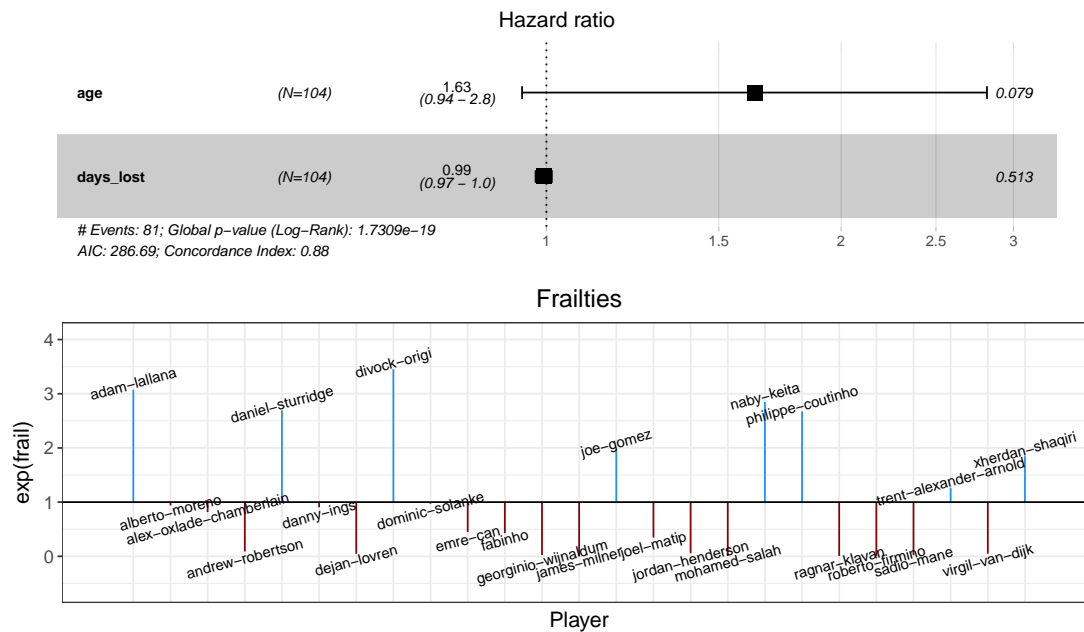 Hazard ratio
age (N=104) 1.63 (0.94 – 2.8) 0.079
days_lost (N=104) 0.99 (0.97 – 1.0) 0.513
# Events: 81; Global p−value (Log−Rank): 1.7309e−19
AIC: 286.69; Concordance Index: 0.88
1 1.5 2 2.5 3
Frailties
exp(frail)
4
3
2
1
0
adam−lallana
alberto−moreno
alex−oxlade−chamberlain
andrew−robertson
daniel−sturridge
danny−ings
dejan−lovren
divock−origi
dominic−solanke
emre−can
fabinho
georginio−wijnaldum
james−milner
joe−gomez
joel−matip
jordan−henderson
mohamed−salah
naby−keita
philippe−coutinho
ragnar−klavan
roberto−firmino
sadio−mane
trent−alexander−arnold
virgil−van−dijk
xherdan−shaqiri
Player